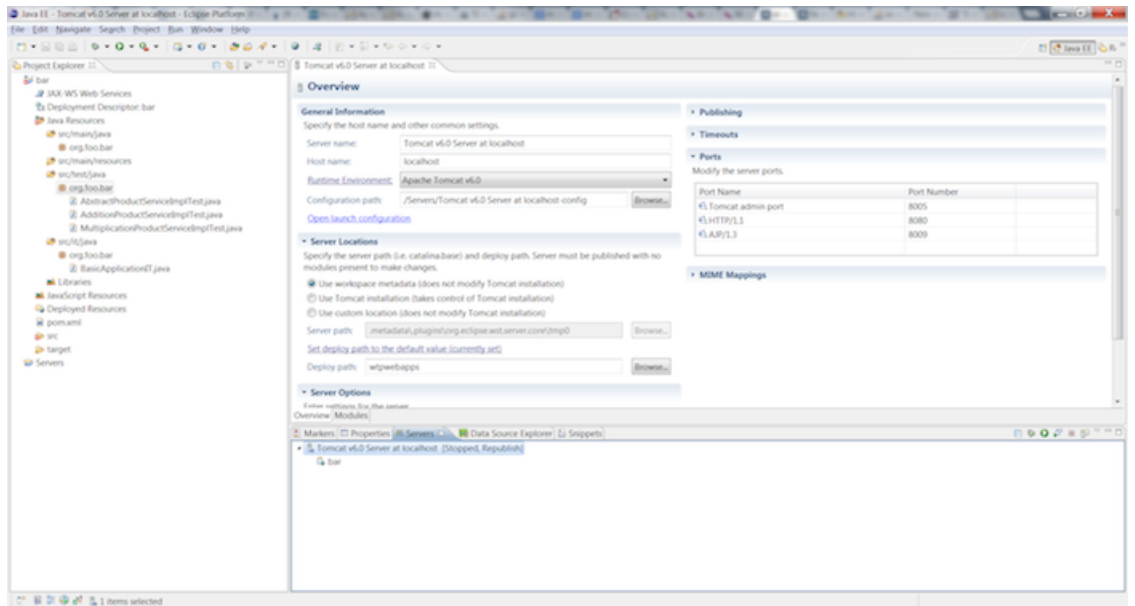 Java EE - Tomcat v6.0 Server at localhost - Eclipse Platform
File Edit Navigate Search Project Run Window Help
Java EE
Project Explorer
bar
JAX-WS Web Services
Deployment Descriptor: bar
Java Resources
src/main/java
org.foo.bar
src/main/resources
src/test/java
org.foo.bar
AbstractProductServiceImplTest.java
AdditionProductServiceImplTest.java
MultiplicationProductServiceImplTest.java
src/it/java
org.foo.bar
BasicApplicationIT.java
Libraries
JavaScript Resources
Deployed Resources
pom.xml
src
target
Servers
Tomcat v6.0 Server at localhost
Overview
General Information
Specify the host name and other common settings.
Server name: Tomcat v6.0 Server at localhost
Host name: localhost
Runtime Environment: Apache Tomcat v6.0
Configuration path: /Servers/Tomcat v6.0 Server at localhost-config Browse...
Open launch configuration
Server Locations
Specify the server path (i.e. catalina.base) and deploy path. Server must be published with no
modules present to make changes.
Use workspace metadata (does not modify Tomcat installation)
Use Tomcat installation (takes control of Tomcat installation)
Use custom location (does not modify Tomcat installation)
Server path: .metadata\.plugins\org.eclipse.wst.server.core\tmp0 Browse...
Set deploy path to the default value (currently set)
Deploy path: wtpwebapps Browse...
Server Options
Enter settings for the server.
Overview Modules
Publishing
Timeouts
Ports
Modify the server ports.
Port Name Port Number
Tomcat admin port 8005
HTTP/1.1 8080
AJP/1.3 8009
MIME Mappings
Markers Properties Servers Data Source Explorer Snippets
Tomcat v6.0 Server at localhost [Stopped, Republish]
bar
1 items selected